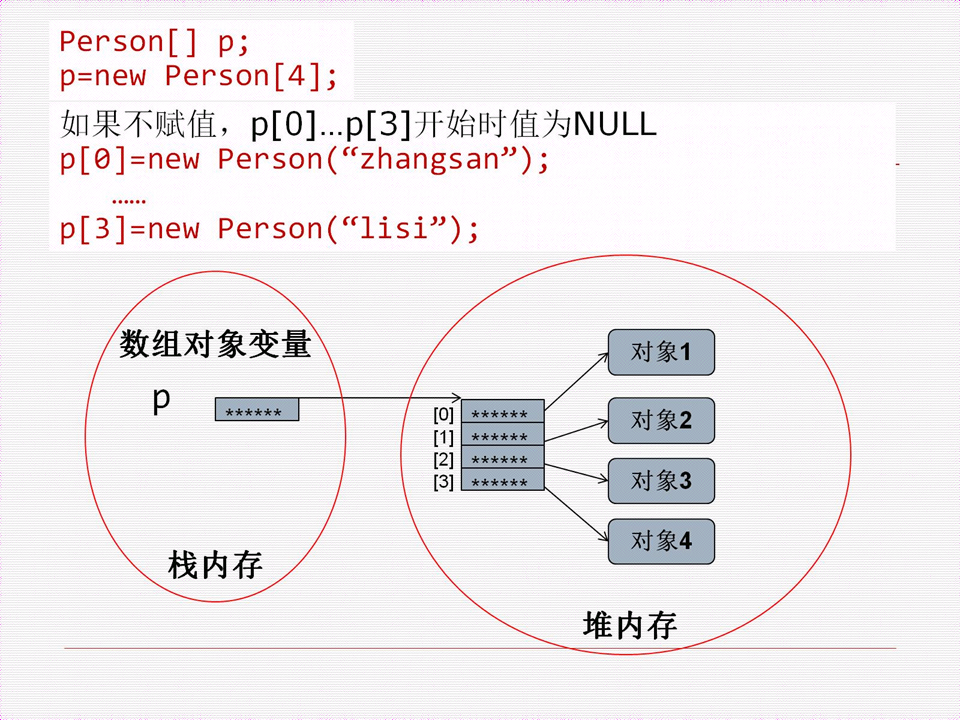 Person[] p;
p=new Person[4];
如果不赋值，p[0]…p[3]开始时值为NULL
p[0]=new Person(“zhangsan”);
……
p[3]=new Person(“lisi”);
数组对象变量
p
******
栈内存
[0] ******
[1] ******
[2] ******
[3] ******
对象1
对象2
对象3
对象4
堆内存